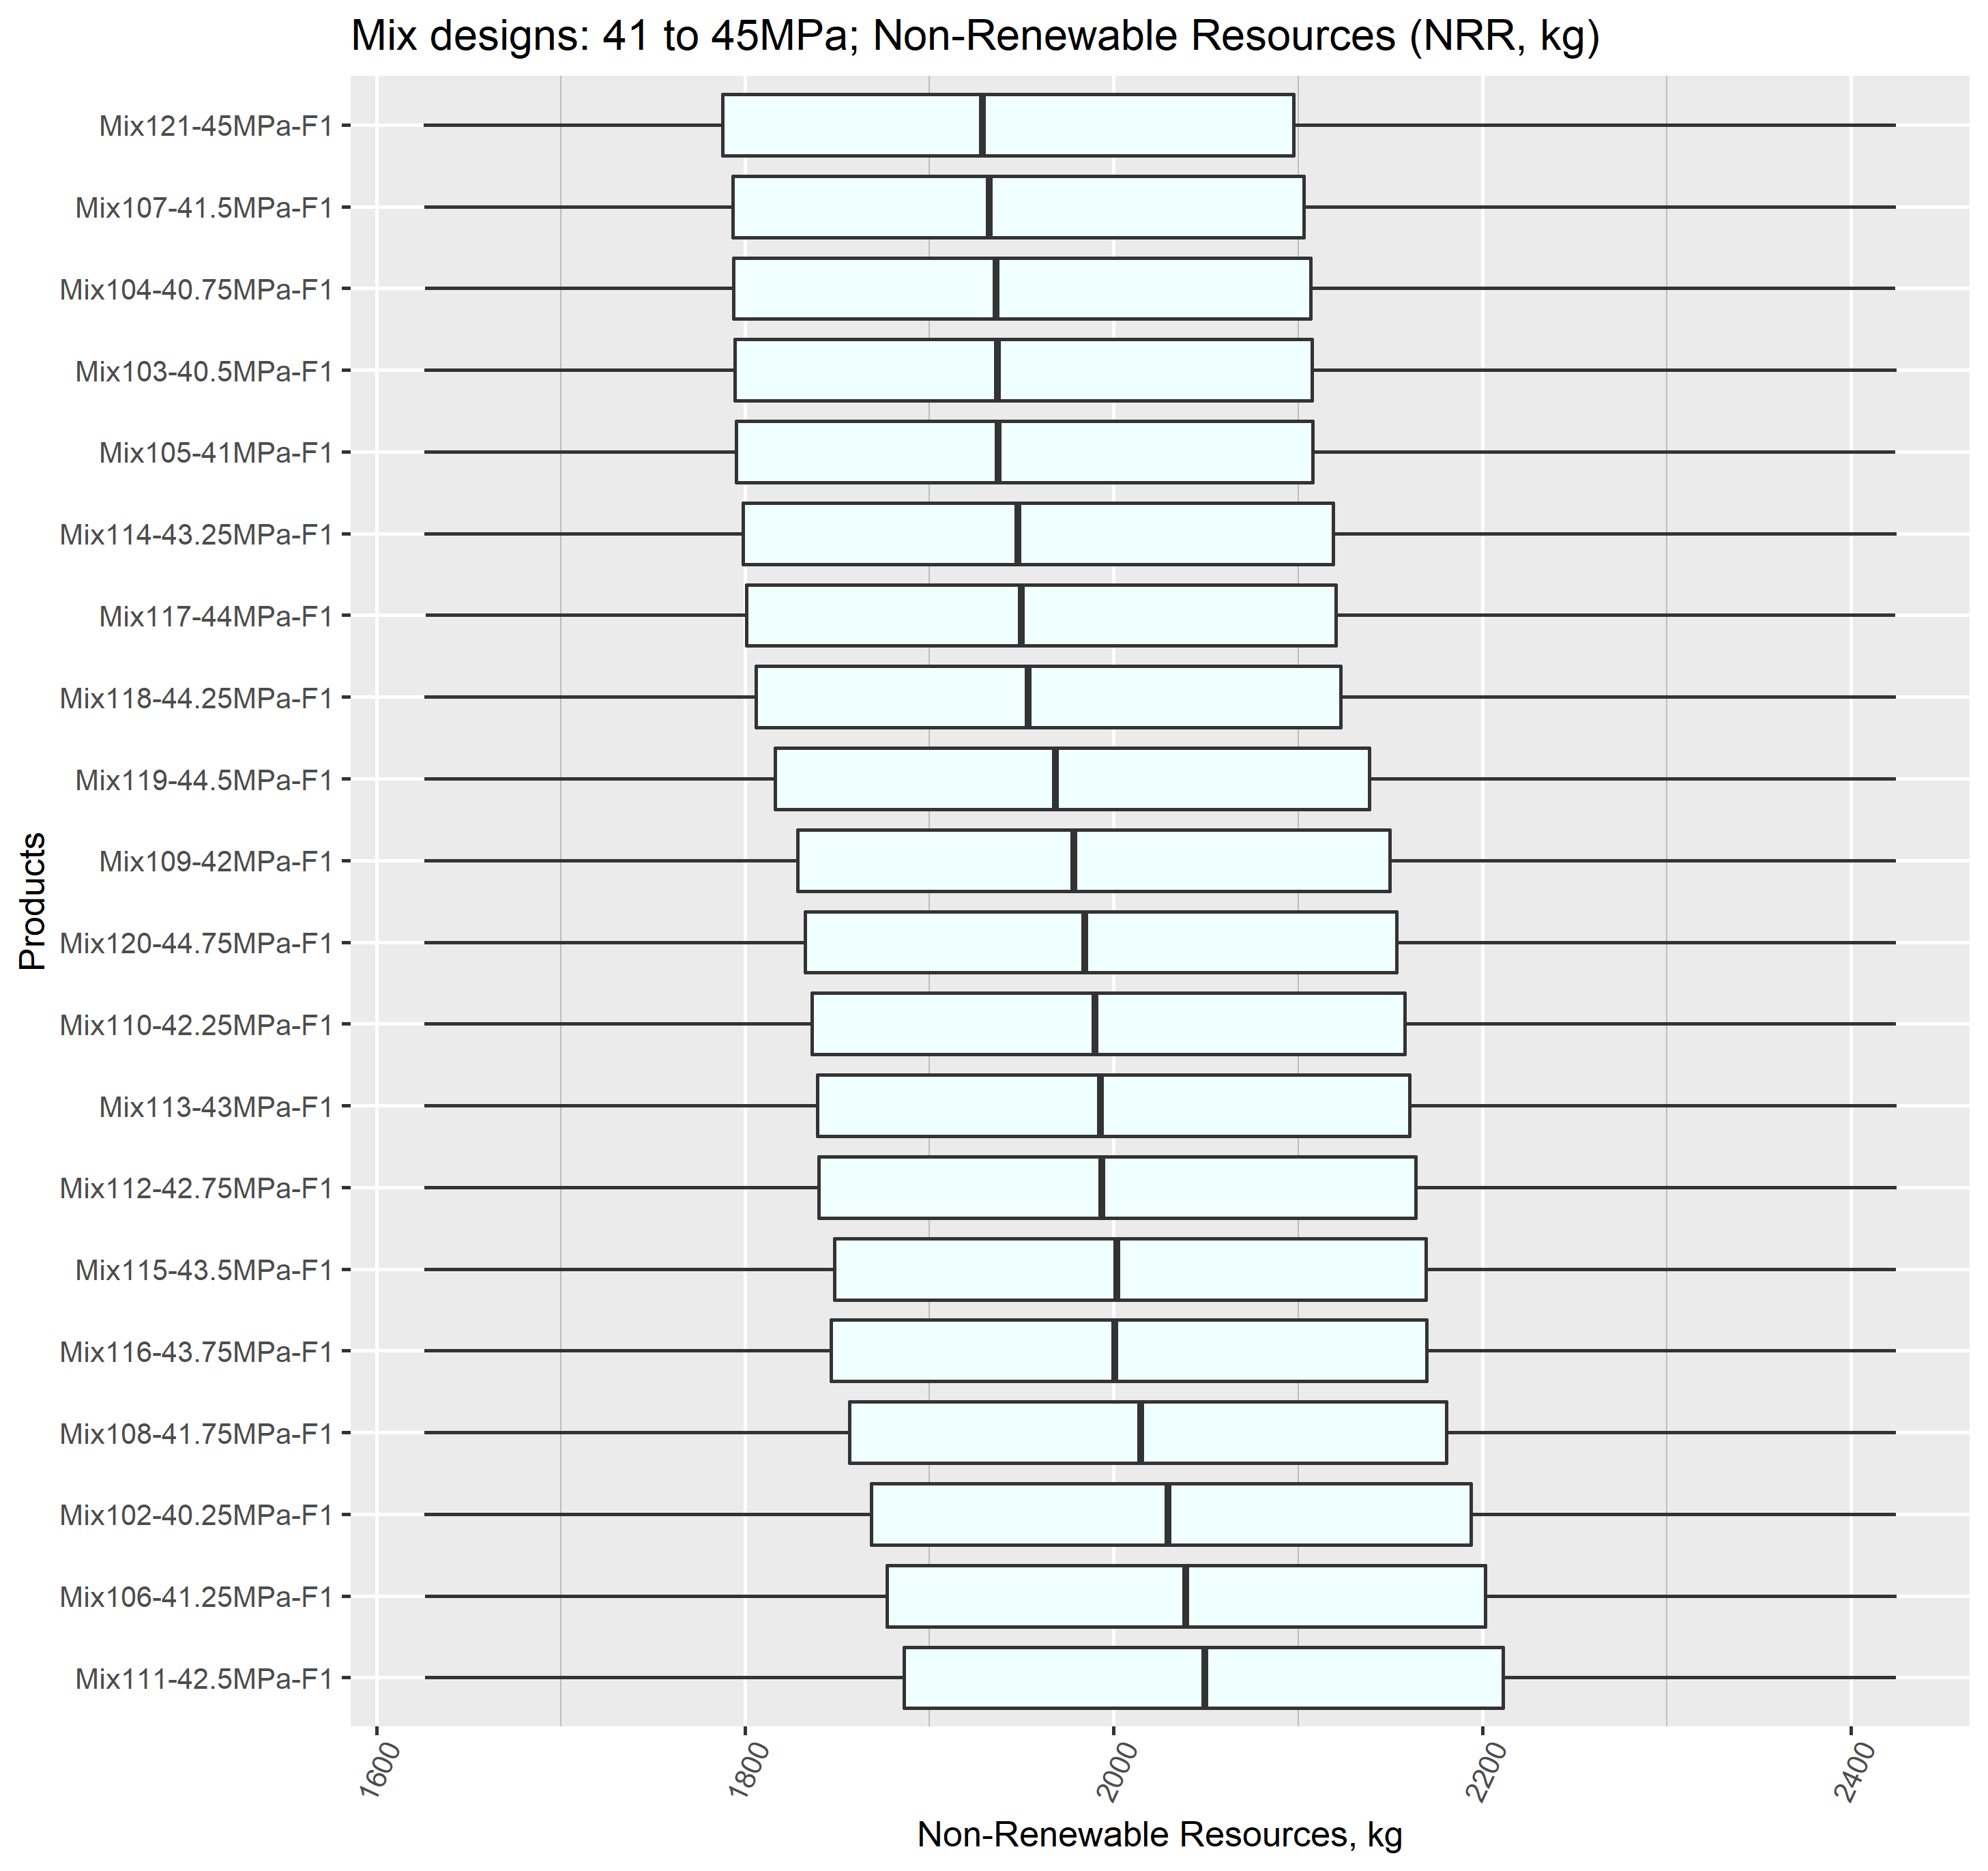 Mix designs: 41 to 45MPa; Non-Renewable Resources (NRR, kg)
Mix121-45MPa-F1
Mix107-41.5MPa-F1
Mix104-40.75MPa-F1
Mix103-40.5MPa-F1
Mix105-41MPa-F1
Mix114-43.25MPa-F1
Mix117-44MPa-F1
Mix118-44.25MPa-F1
Mix119-44.5MPa-F1
Mix109-42MPa-F1
Mix120-44.75MPa-F1
Mix110-42.25MPa-F1
Mix113-43MPa-F1
Mix112-42.75MPa-F1
Mix115-43.5MPa-F1
Mix116-43.75MPa-F1
Mix108-41.75MPa-F1
Mix102-40.25MPa-F1
Mix106-41.25MPa-F1
Mix111-42.5MPa-F1
Products
1600 1800 2000 2200 2400
Non-Renewable Resources, kg